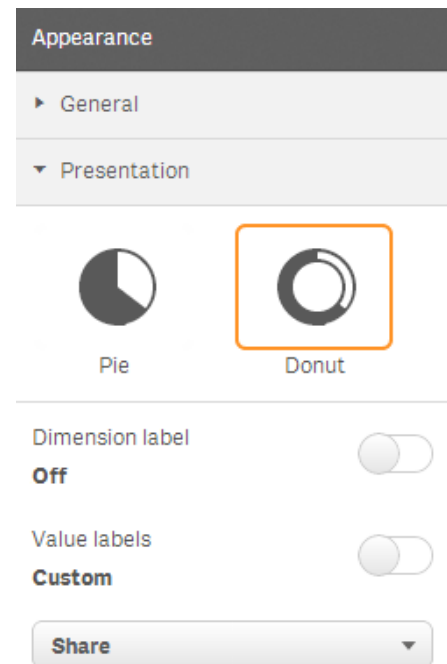 Appearance
General
Presentation
Pie Donut
Dimension label
Off
Value labels
Custom
Share